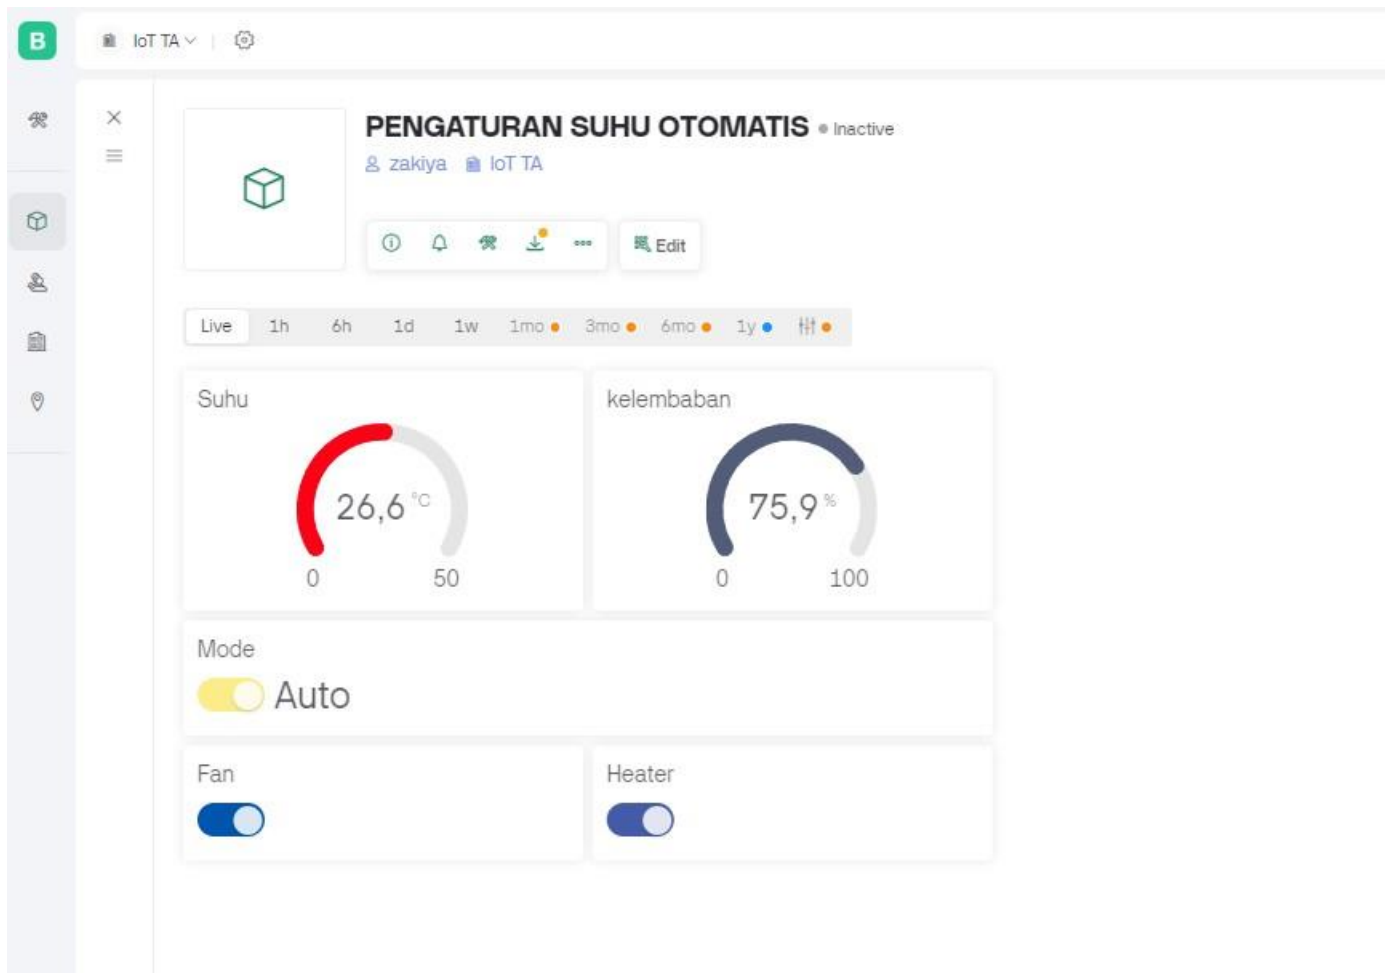 B IoT TA
PENGATURAN SUHU OTOMATIS Inactive
zakiya IoT TA
Edit
Live 1h 6h 1d 1w 1mo 3mo 6mo 1y
Suhu
26,6 °C
0 50
kelembaban
75,9 %
0 100
Mode
Auto
Fan
Heater